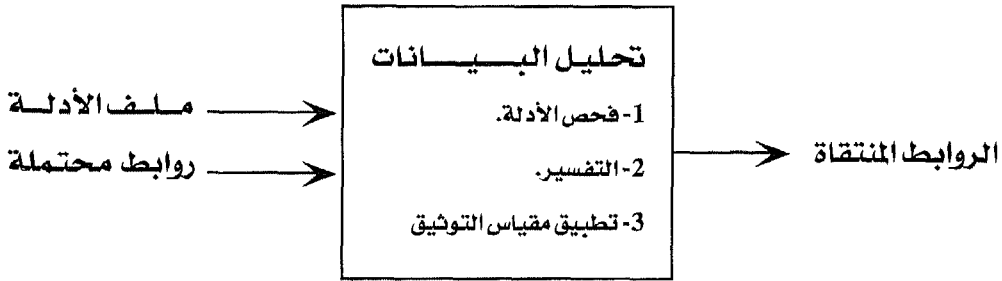 تحليل البيانات
1- فحص الأدلة.
2- التفسير.
3- تطبيق مقياس التوثيق
ملف الأدلة
روابط محتملة
الروابط المنتقاة